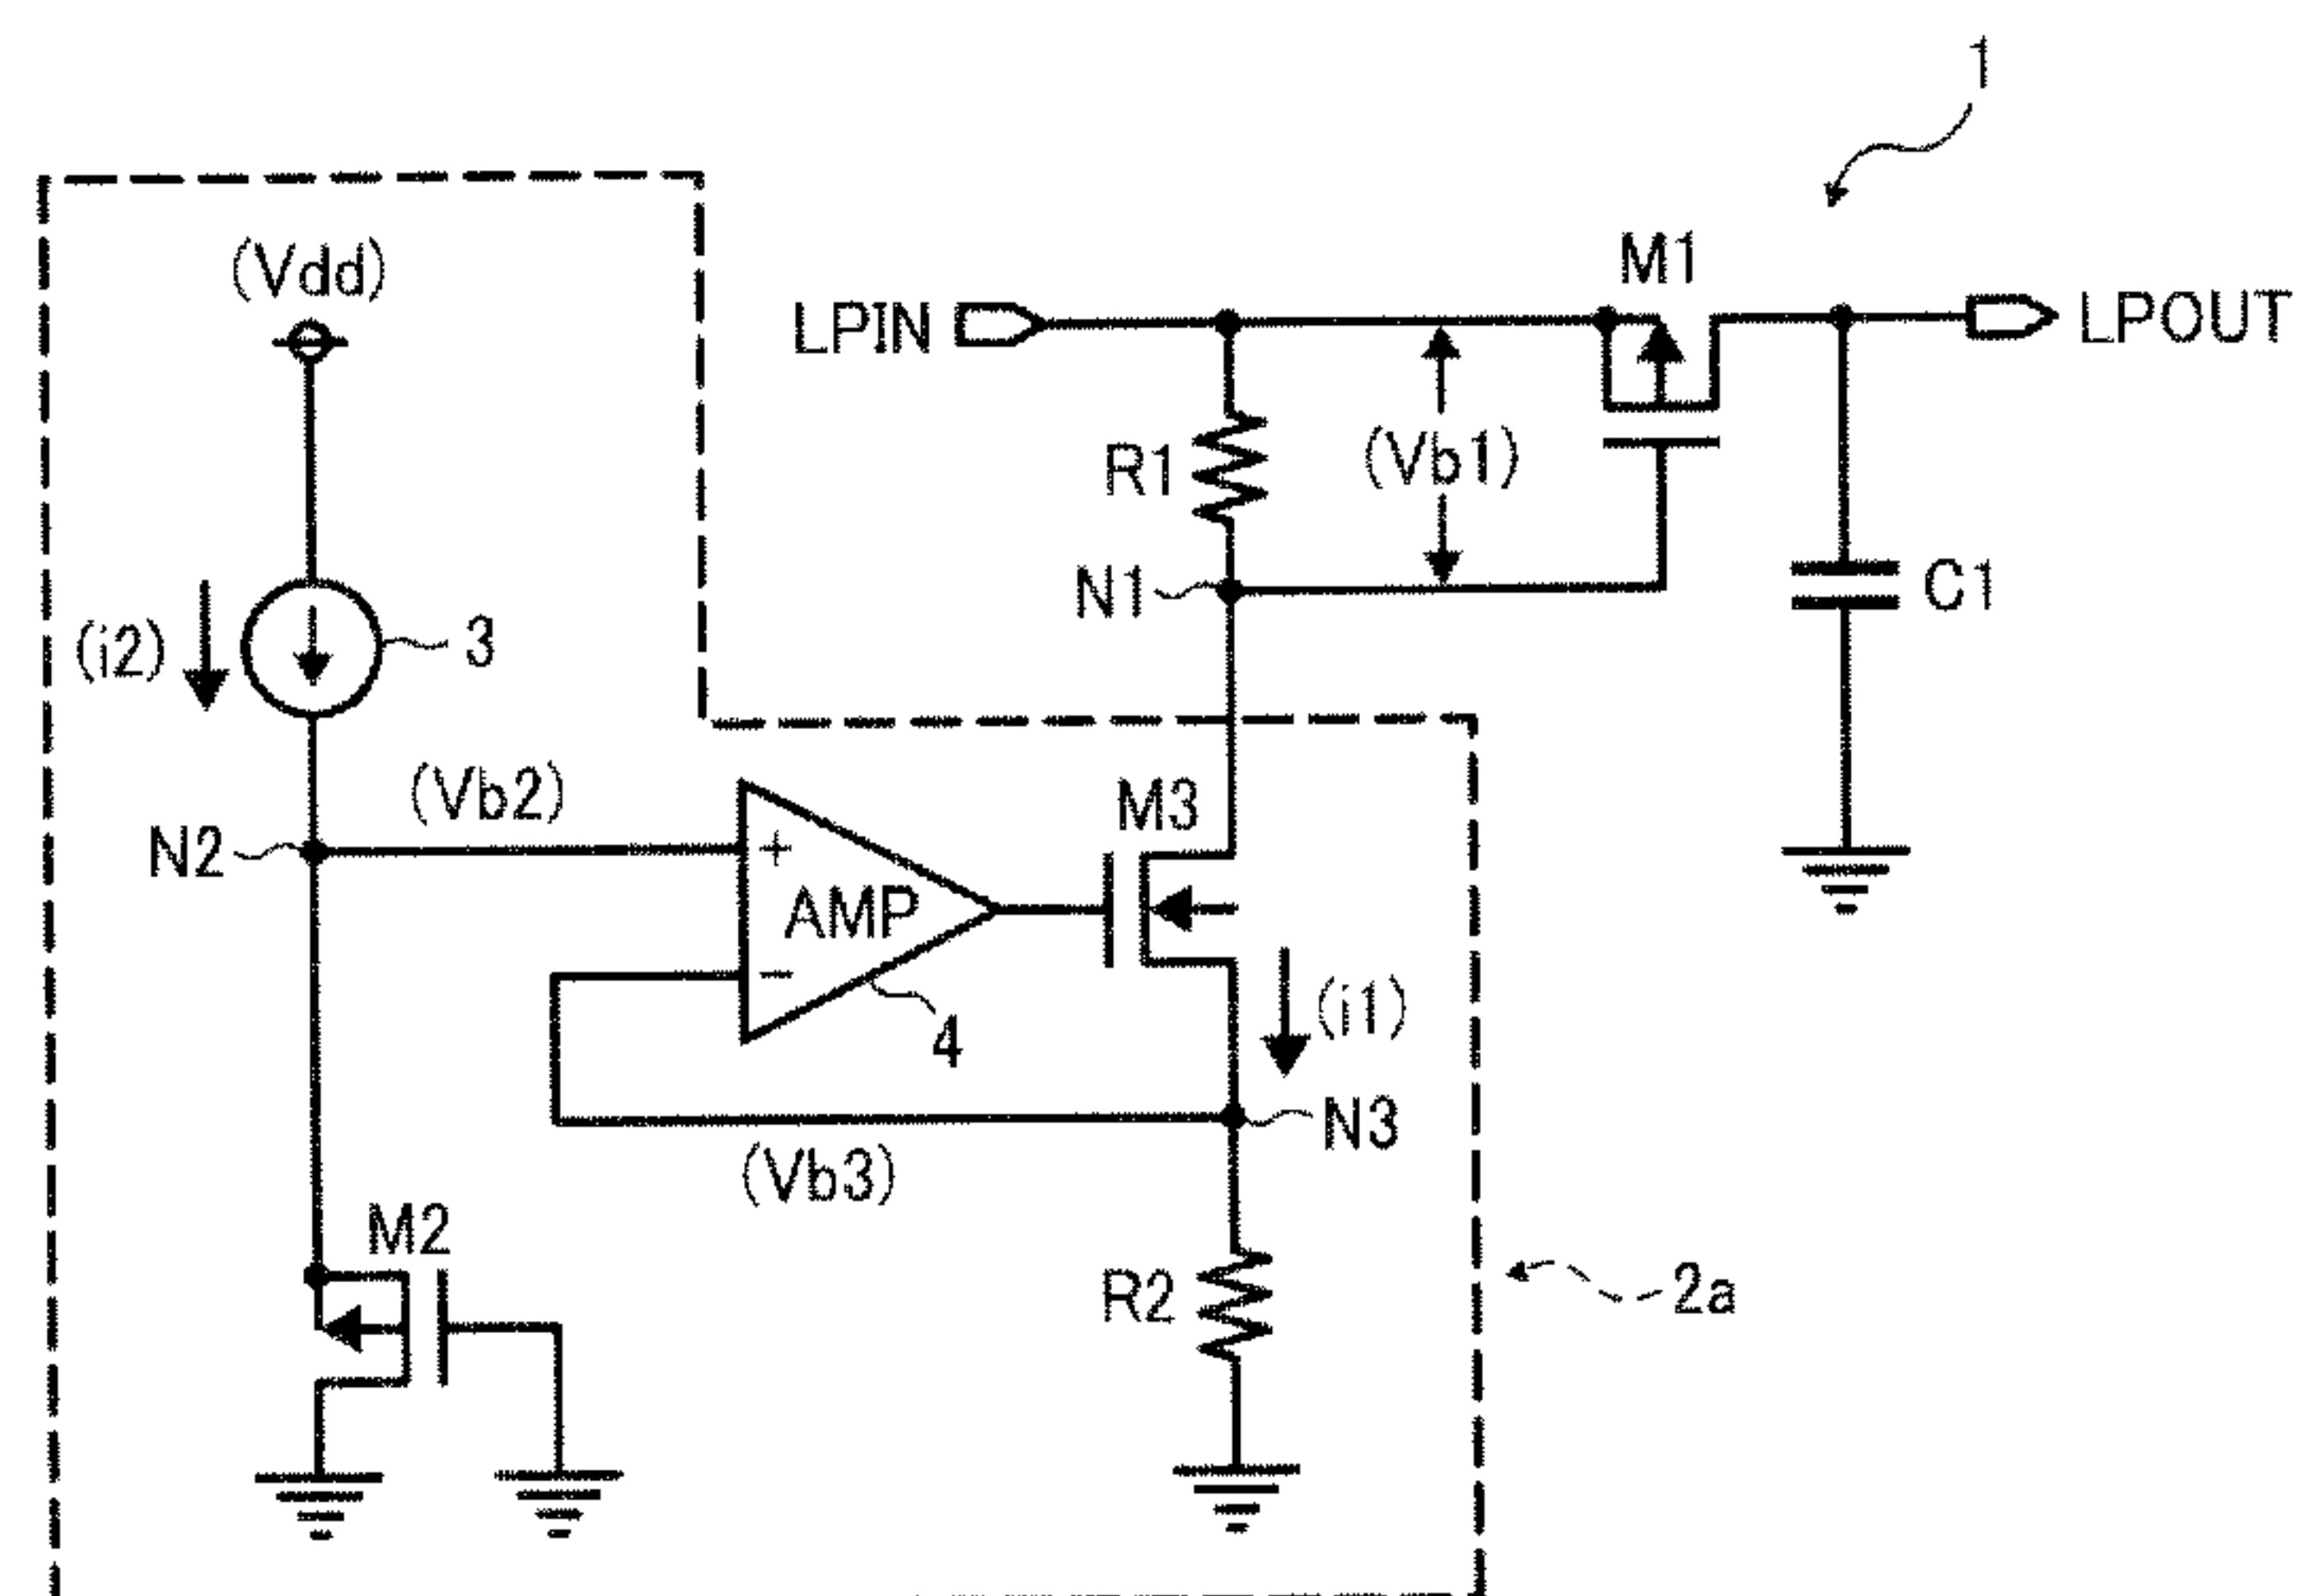 1
(Vdd)
M1
LPIN
LPOUT
R1
(Vb1)
N1
C1
(i2)
3
(Vb2)
M3
N2
+
AMP
−
(i1)
4
N3
(Vb3)
M2
R2
2a